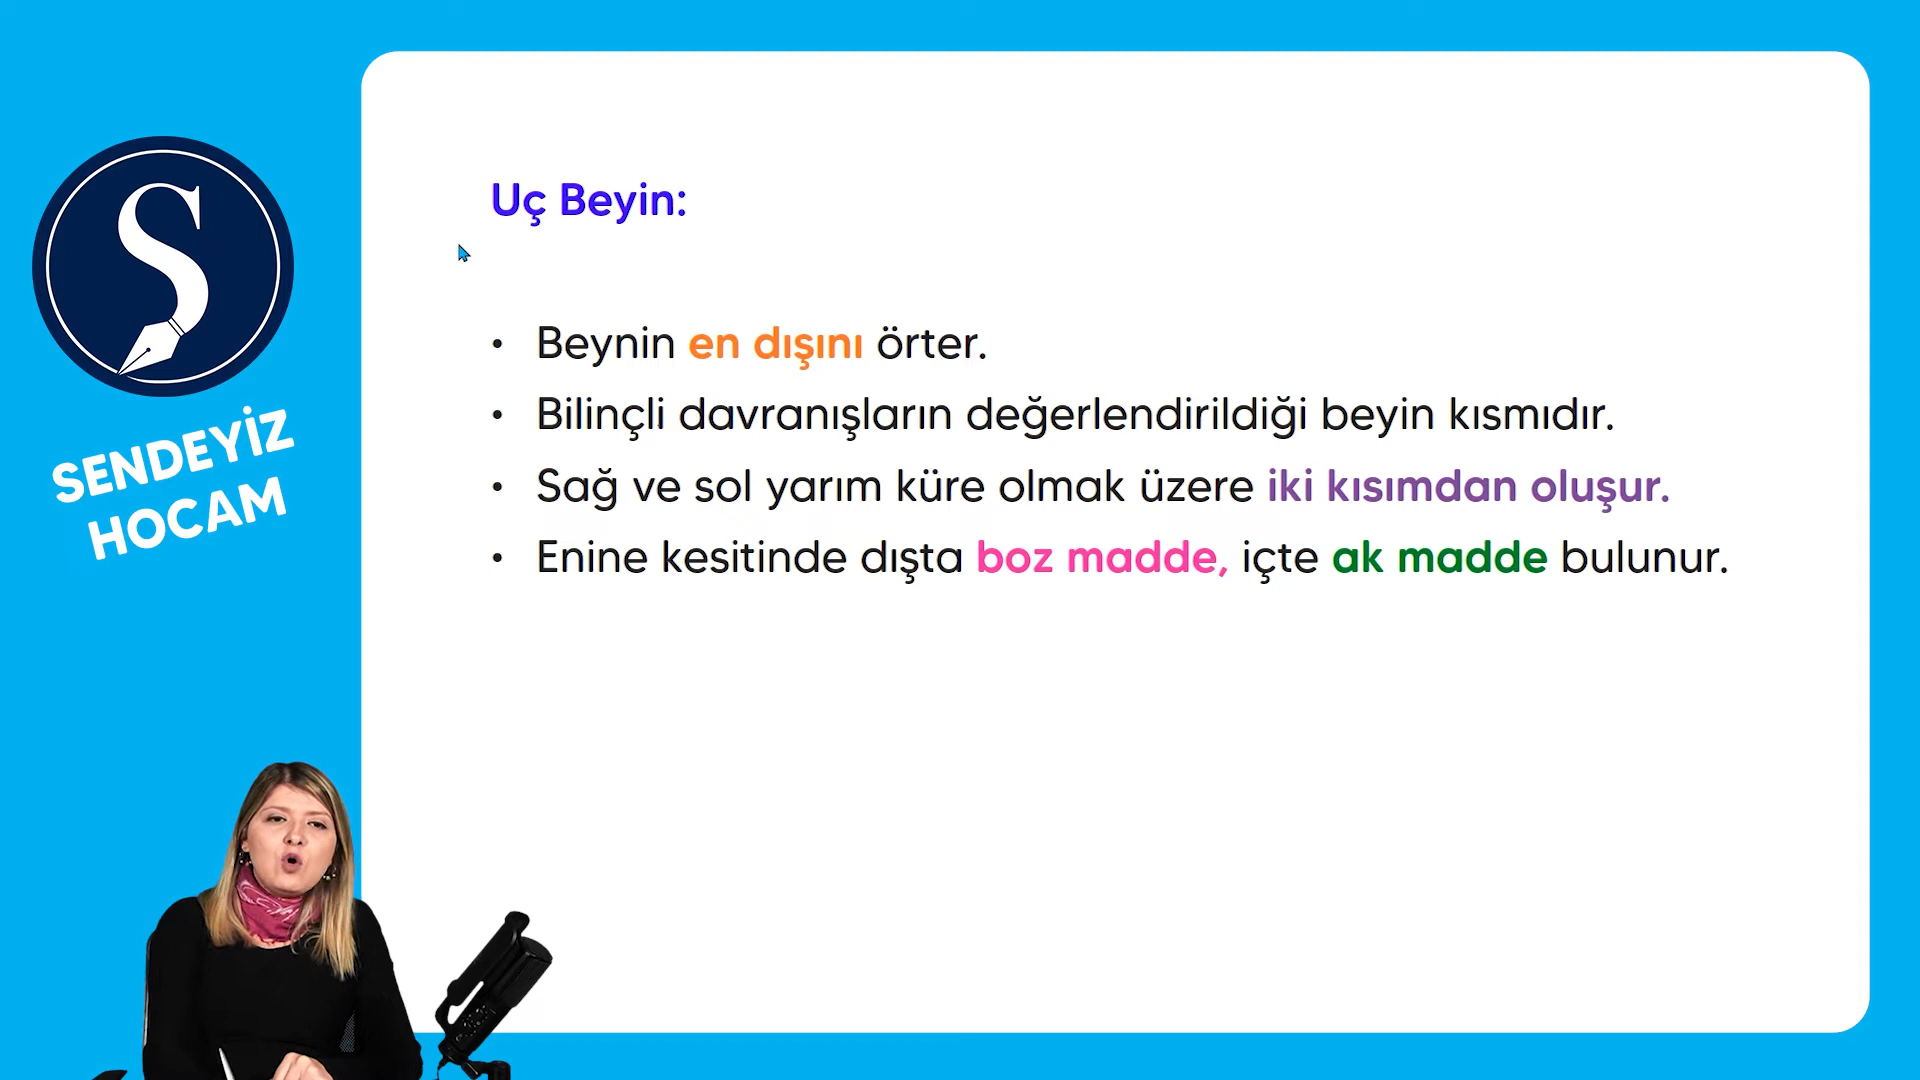 SENDEYİZ
HOCAM
Uç Beyin:
• Beynin en dışını örter.
• Bilinçli davranışların değerlendirildiği beyin kısmıdır.
• Sağ ve sol yarım küre olmak üzere iki kısımdan oluşur.
• Enine kesitinde dışta boz madde, içte ak madde bulunur.